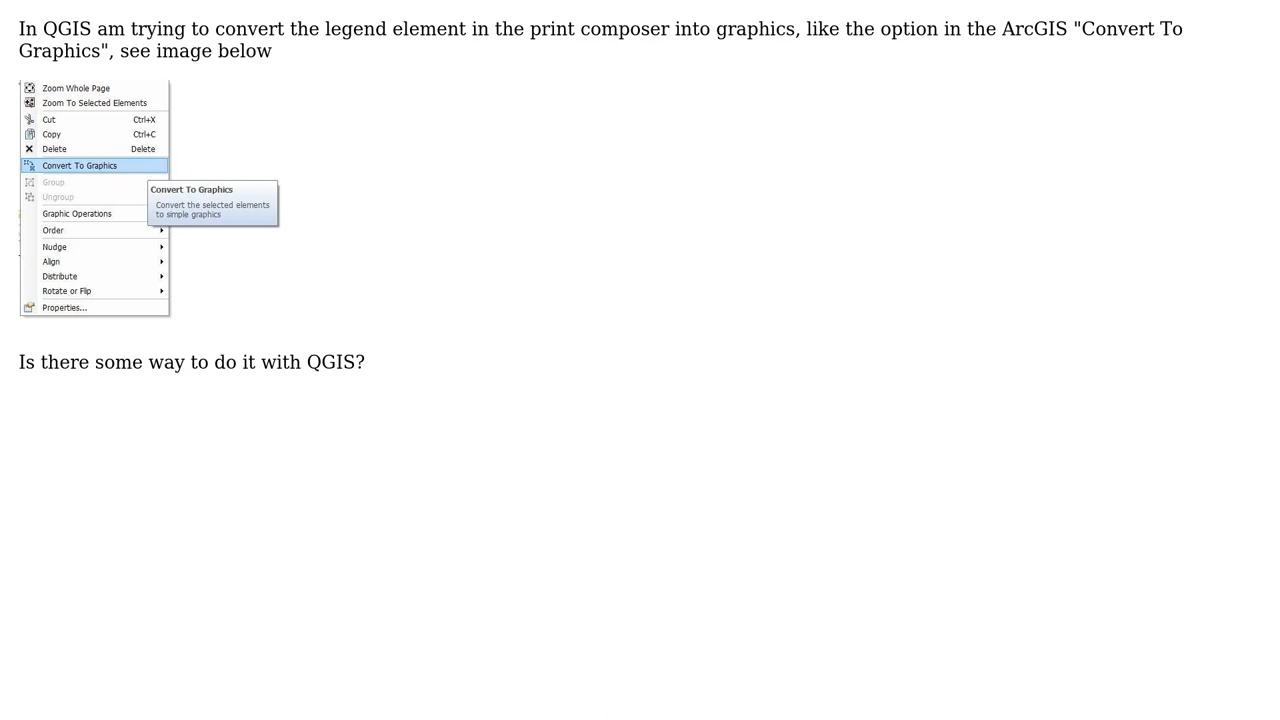 In QGIS am trying to convert the legend element in the print composer into graphics, like the option in the ArcGIS "Convert To
Graphics", see image below
Zoom Whole Page
Zoom To Selected Elements
Cut Ctrl+X
Copy Ctrl+C
Delete Delete
Convert To Graphics
Group
Ungroup
Convert To Graphics
Convert the selected elements
to simple graphics
Graphic Operations
Order
Nudge
Align
Distribute
Rotate or Flip
Properties...
Is there some way to do it with QGIS?